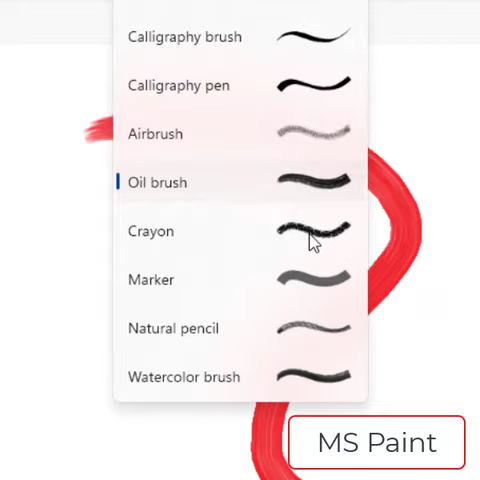 Calligraphy brush
Calligraphy pen
Airbrush
Oil brush
Crayon
Marker
Natural pencil
Watercolor brush
MS Paint